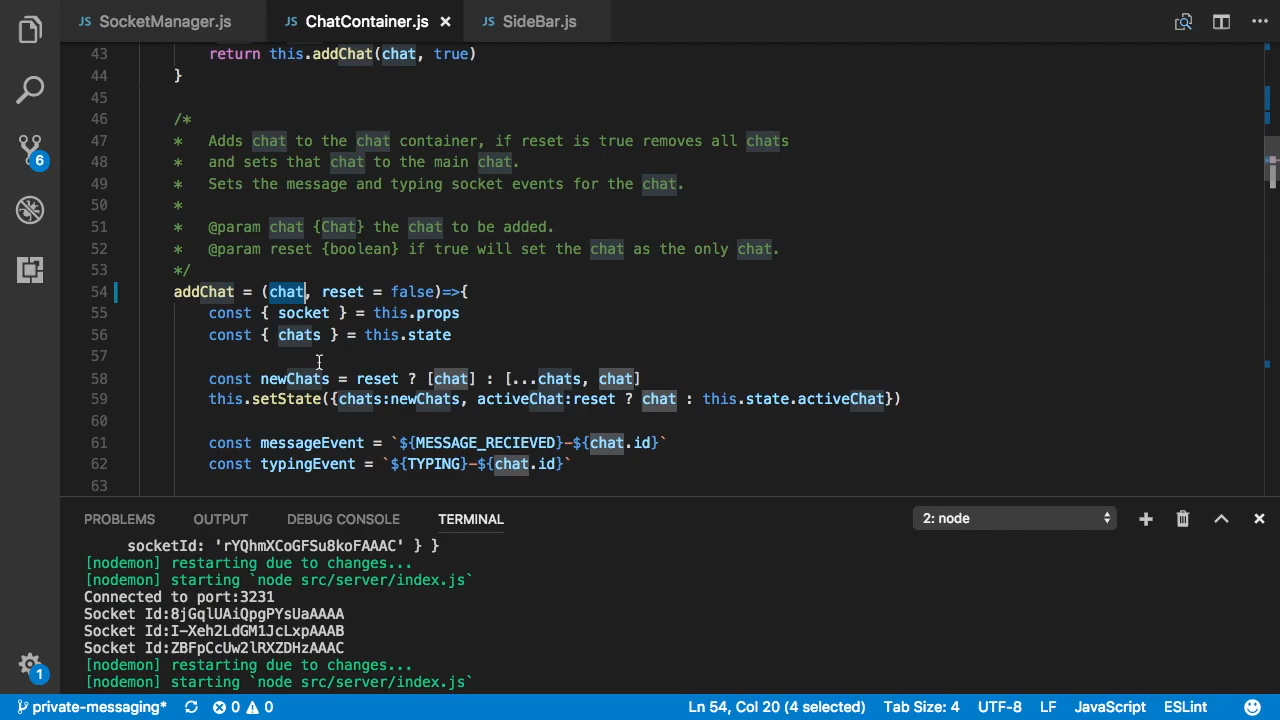 JS SocketManager.js JS ChatContainer.js × JS SideBar.js
43 return this.addChat(chat, true)
44 }
45
46 /*
47 * Adds chat to the chat container, if reset is true removes all chats
48 * and sets that chat to the main chat.
49 * Sets the message and typing socket events for the chat.
50 *
51 * @param chat {Chat} the chat to be added.
52 * @param reset {boolean} if true will set the chat as the only chat.
53 */
54 addChat = (chat, reset = false)=>{
55 const { socket } = this.props
56 const { chats } = this.state
57
58 const newChats = reset ? [chat] : [...chats, chat]
59 this.setState({chats:newChats, activeChat:reset ? chat : this.state.activeChat})
60
61 const messageEvent = `${MESSAGE_RECIEVED}-${chat.id}`
62 const typingEvent = `${TYPING}-${chat.id}`
63
6
PROBLEMS OUTPUT DEBUG CONSOLE TERMINAL 2: node
socketId: 'rYQhmXCoGFSu8koFAAAC' } }
[nodemon] restarting due to changes...
[nodemon] starting `node src/server/index.js`
Connected to port:3231
Socket Id:8jGqlUAiQpgPYsUaAAAA
Socket Id:I-Xeh2LdGM1JcLxpAAAB
Socket Id:ZBFpCcUw2lRXZDHzAAAC
[nodemon] restarting due to changes...
[nodemon] starting `node src/server/index.js`
1
private-messaging* 0 0 Ln 54, Col 20 (4 selected) Tab Size: 4 UTF-8 LF JavaScript ESLint